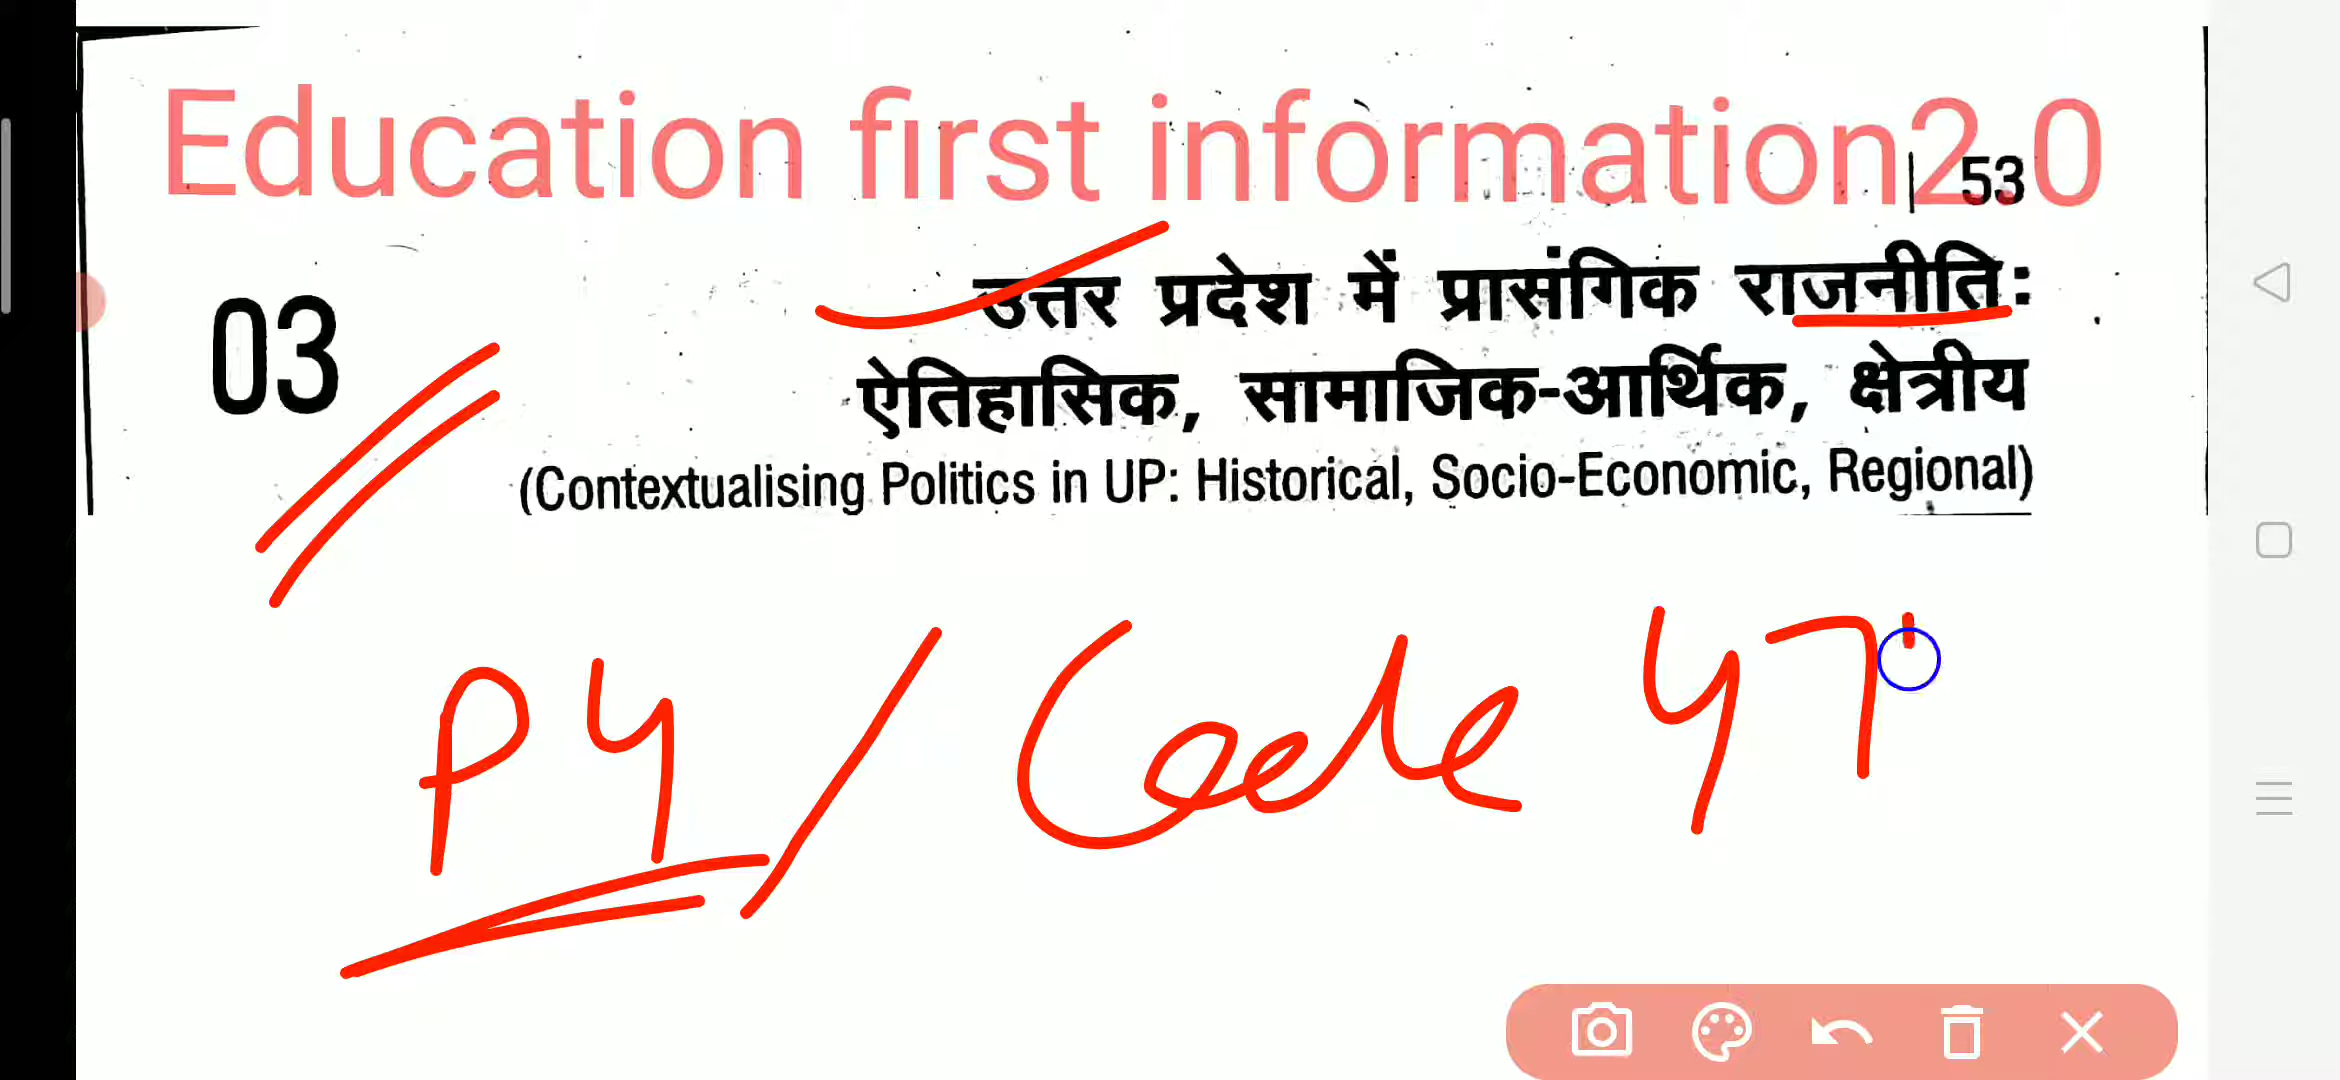 Education first information2.0
53
03
उत्तर प्रदेश में प्रासंगिक राजनीतिः
ऐतिहासिक, सामाजिक-आर्थिक, क्षेत्रीय
(Contextualising Politics in UP: Historical, Socio-Economic, Regional)
P4/ Code 47